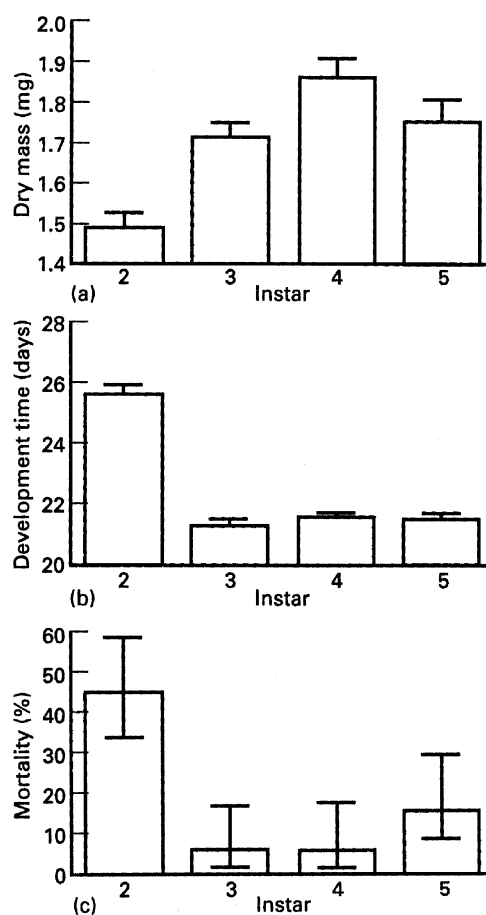 Dry mass (mg)
2.0
1.9
1.8
1.7
1.6
1.5
1.4
2 3 4 5
(a) Instar
Development time (days)
28
26
24
22
20
2 3 4 5
(b) Instar
Mortality (%)
60
50
40
30
20
10
0
2 3 4 5
(c) Instar